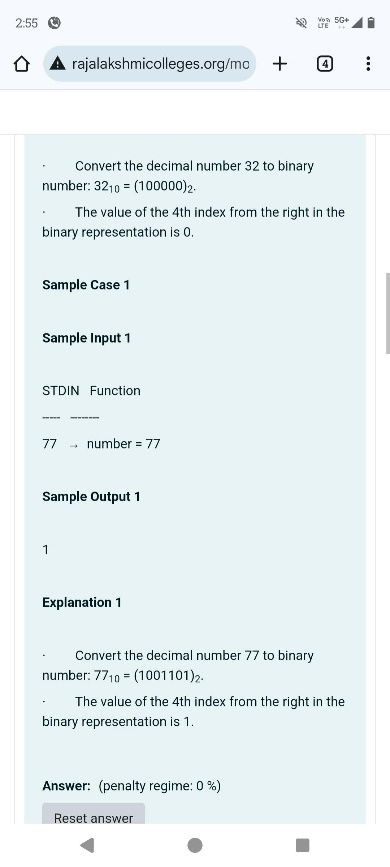 2:55
Vo))
LTE
5G+
rajalakshmicolleges.org/mo
4
· Convert the decimal number 32 to binary
number: 32₁₀ = (100000)₂.
· The value of the 4th index from the right in the
binary representation is 0.
Sample Case 1
Sample Input 1
STDIN Function
----- --------
77 → number = 77
Sample Output 1
1
Explanation 1
· Convert the decimal number 77 to binary
number: 77₁₀ = (1001101)₂.
· The value of the 4th index from the right in the
binary representation is 1.
Answer: (penalty regime: 0 %)
Reset answer